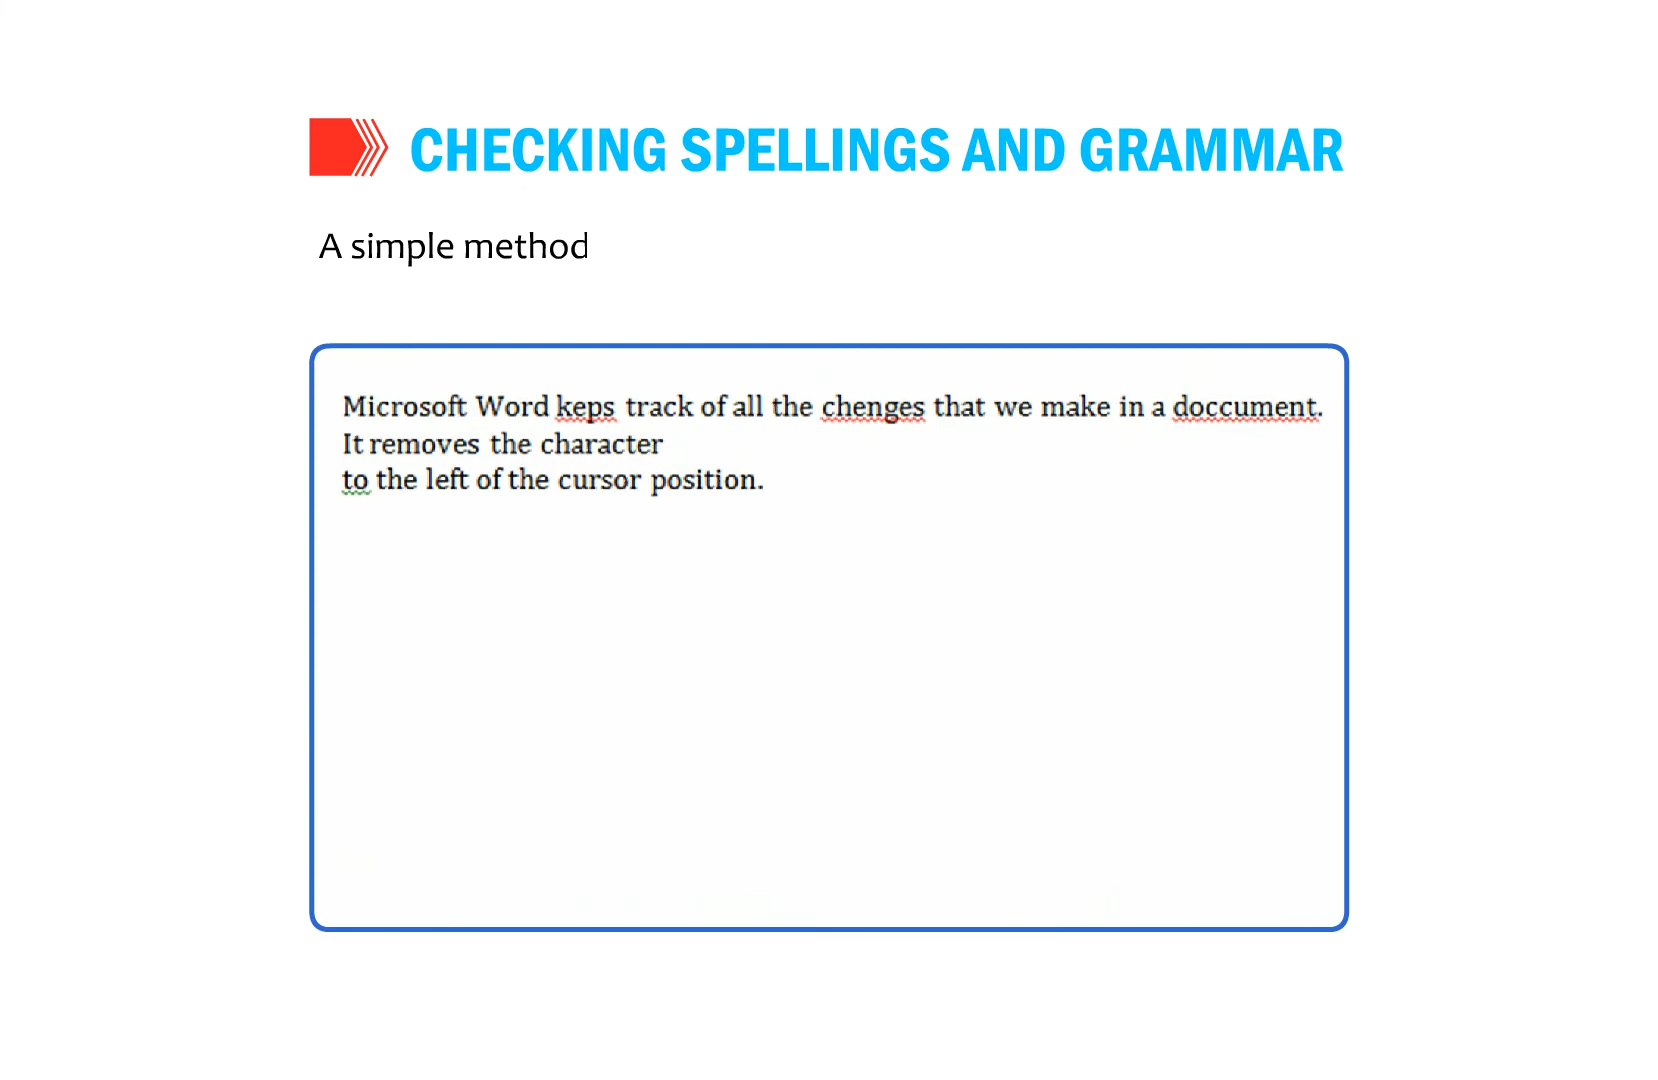 CHECKING SPELLINGS AND GRAMMAR
A simple method
Microsoft Word keps track of all the chenges that we make in a doccument.
It removes the character
to the left of the cursor position.